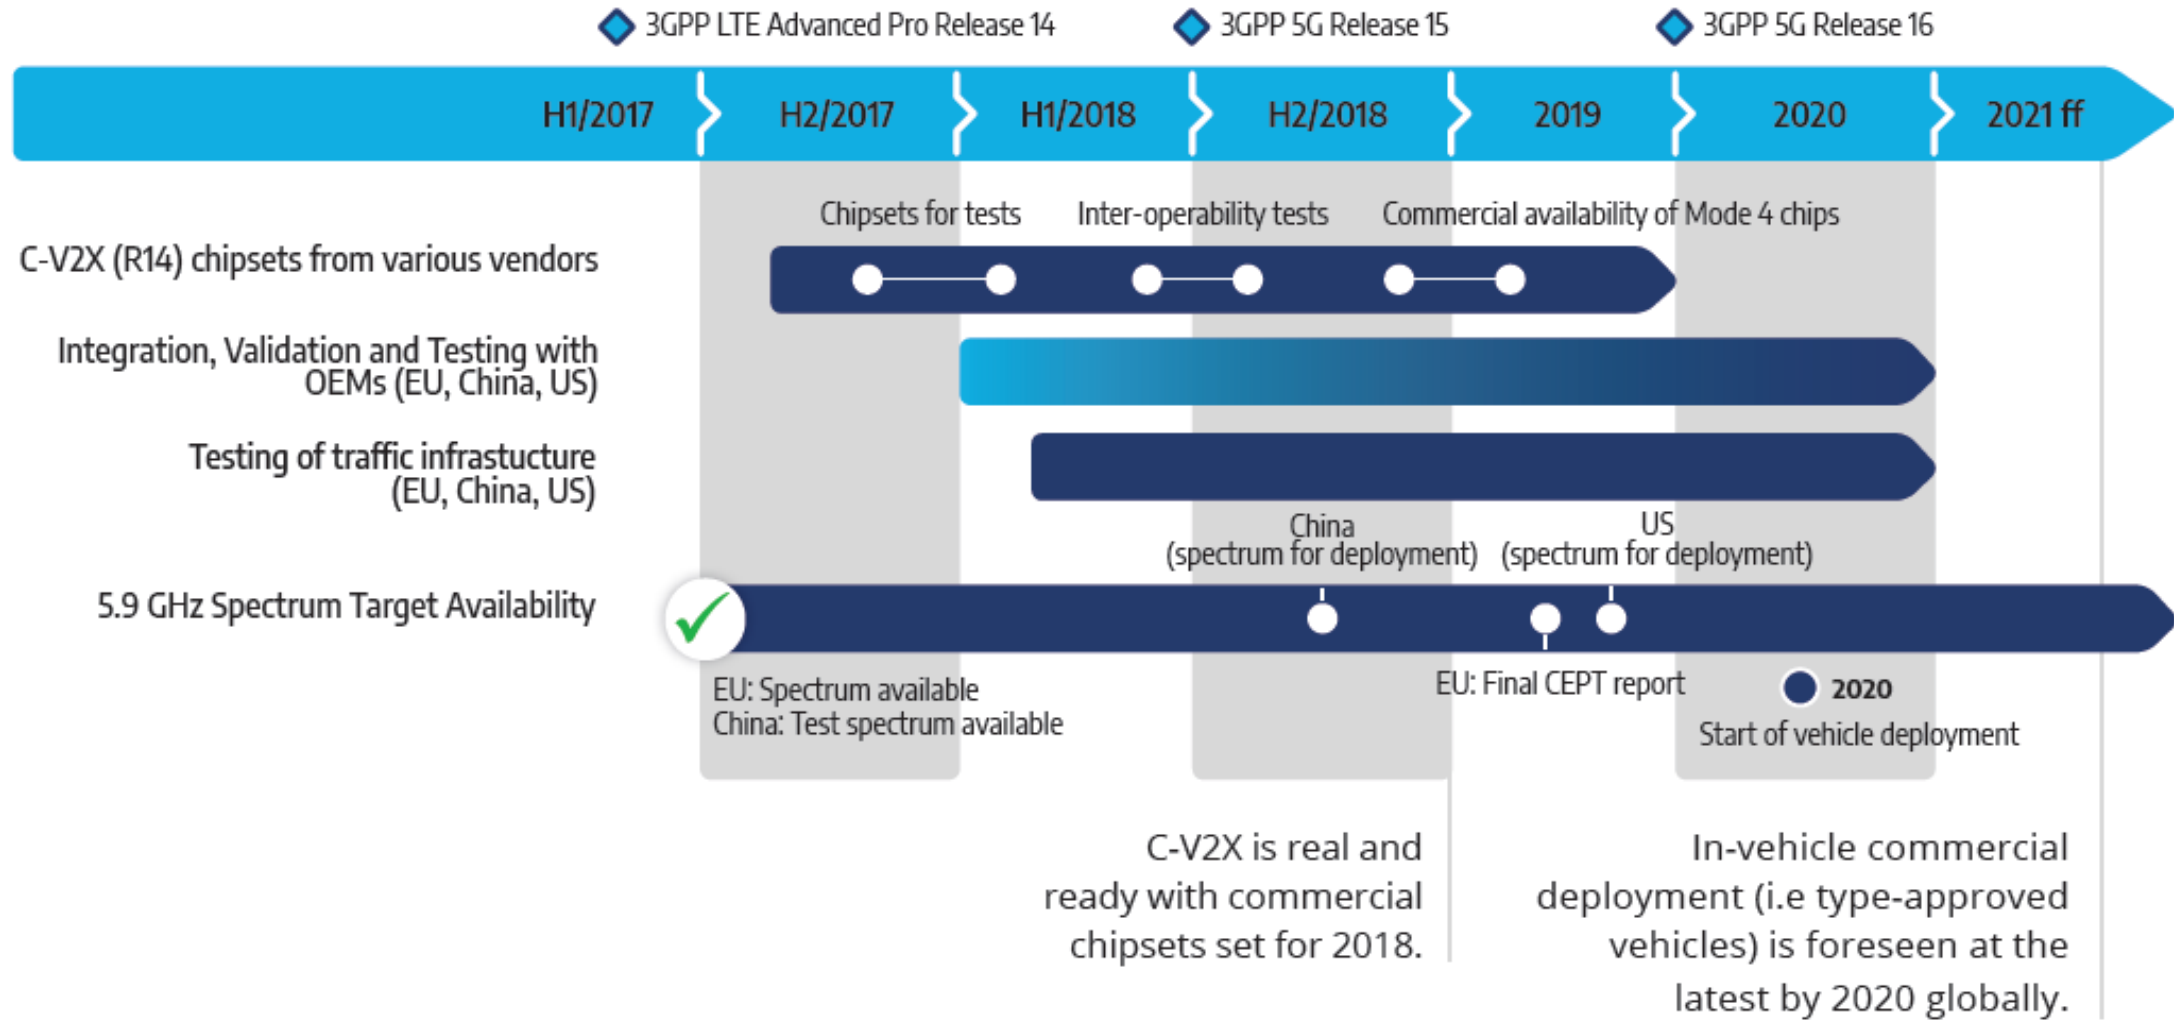 3GPP LTE Advanced Pro Release 14
3GPP 5G Release 15
3GPP 5G Release 16
H1/2017
H2/2017
H1/2018
H2/2018
2019
2020
2021 ff
Chipsets for tests
Inter-operability tests
Commercial availability of Mode 4 chips
C-V2X (R14) chipsets from various vendors
Integration, Validation and Testing with
OEMs (EU, China, US)
Testing of traffic infrastucture
(EU, China, US)
China
(spectrum for deployment)
US
(spectrum for deployment)
5.9 GHz Spectrum Target Availability
EU: Spectrum available
China: Test spectrum available
EU: Final CEPT report
2020
Start of vehicle deployment
C-V2X is real and
ready with commercial
chipsets set for 2018.
In-vehicle commercial
deployment (i.e type-approved
vehicles) is foreseen at the
latest by 2020 globally.